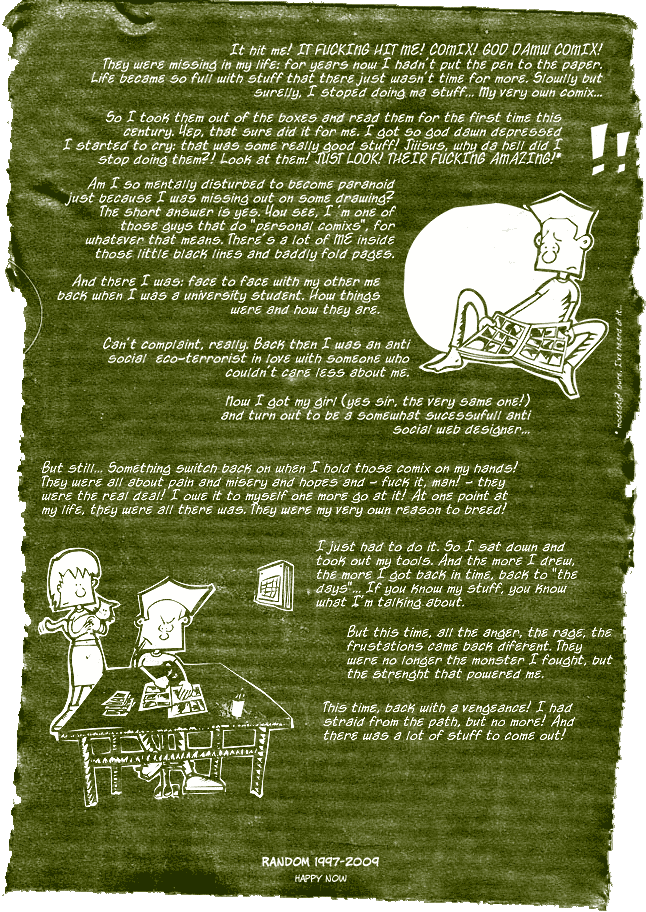 It hit me! IT FUCKING HIT ME! COMIX! GOD DAMW COMIX!
They were missing in my life: for years now I hadn't put the pen to the paper.
Life became so full with stuff that there just wasn't time for more. Slowlly but
surelly, I stoped doing ma stuff... My very own comix...
So I took them out of the boxes and read them for the first time this
century. Yep, that sure did it for me. I got so god dawn depressed
I started to cry: that was some really good stuff! Jiiisus, why da hell did I
stop doing them?! Look at them! JUST LOOK! THEIR FUCKING AMAZING!*
!!
Am I so mentally disturbed to become paranoid
just because I was missing out on some drawing?
The short answer is yes. You see, I'm one of
those guys that do "personal comixs", for
whatever that means. There's a lot of ME inside
those little black lines and baddly fold pages.
And there I was: face to face with my other me
back when I was a university student. How things
were and how they are.
Can't complaint, really. Back then I was an anti
social eco-terrorist in love with someone who
couldn't care less about me.
* modesty? sure, I've heard of it...
Now I got my girl (yes sir, the very same one!)
and turn out to be a somewhat sucessufull anti
social web designer...
But still... Something switch back on when I hold those comix on my hands!
They were all about pain and misery and hopes and - fuck it, man! - they
were the real deal! I owe it to myself one more go at it! At one point at
my life, they were all there was. They were my very own reason to breed!
I just had to do it. So I sat down and
took out my tools. And the more I drew,
the more I got back in time, back to "the
days"... If you know my stuff, you know
what I'm talking about.
But this time, all the anger, the rage, the
frustations came back diferent. They
were no longer the monster I fought, but
the strenght that powered me.
This time, back with a vengeance! I had
straid from the path, but no more! And
there was a lot of stuff to come out!
RANDOM 1997-2009
HAPPY NOW